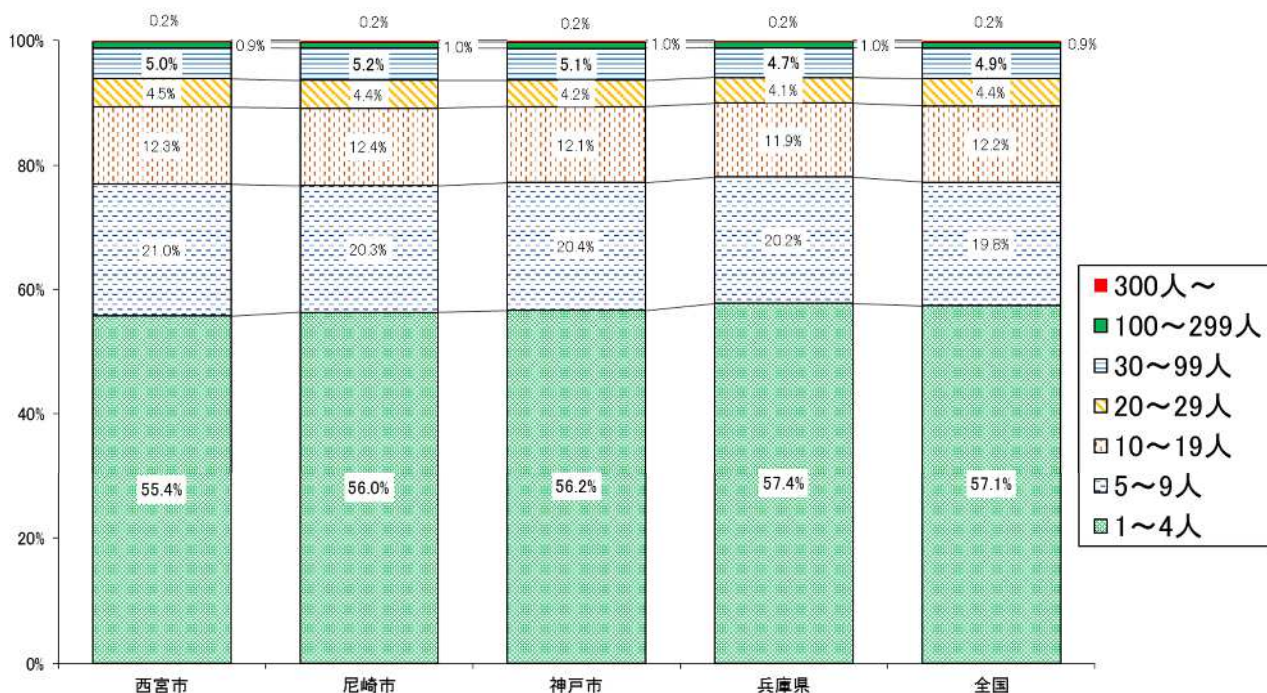 0.2% 0.2% 0.2% 0.2% 0.2%
100%
0.9% 1.0% 1.0% 1.0% 0.9%
5.0% 5.2% 5.1% 4.7% 4.9%
4.5% 4.4% 4.2% 4.1% 4.4%
12.3% 12.4% 12.1% 11.9% 12.2%
80%
21.0% 20.3% 20.4% 20.2% 19.8%
60%
40%
55.4% 56.0% 56.2% 57.4% 57.1%
20%
0%
西宮市 尼崎市 神戸市 兵庫県 全国
300人～
100～299人
30～99人
20～29人
10～19人
5～9人
1～4人